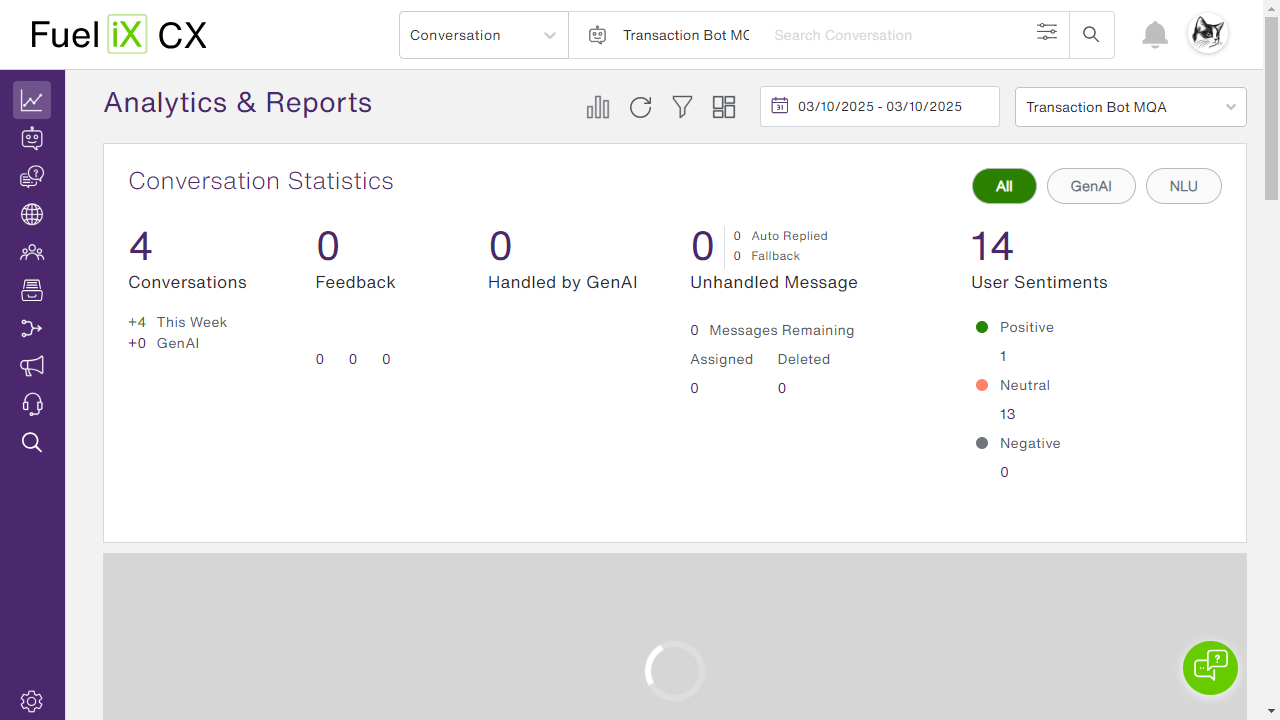 Fuel iX CX
Conversation
Transaction Bot MC
Search Conversation
Analytics & Reports
31
03/10/2025 - 03/10/2025
Transaction Bot MQA
Conversation Statistics
All
GenAI
NLU
4
Conversations
+4 This Week
+0 GenAI
0
Feedback
0 0 0
0
Handled by GenAI
0
0 Auto Replied
0 Fallback
Unhandled Message
0 Messages Remaining
Assigned Deleted
0 0
14
User Sentiments
Positive
1
Neutral
13
Negative
0